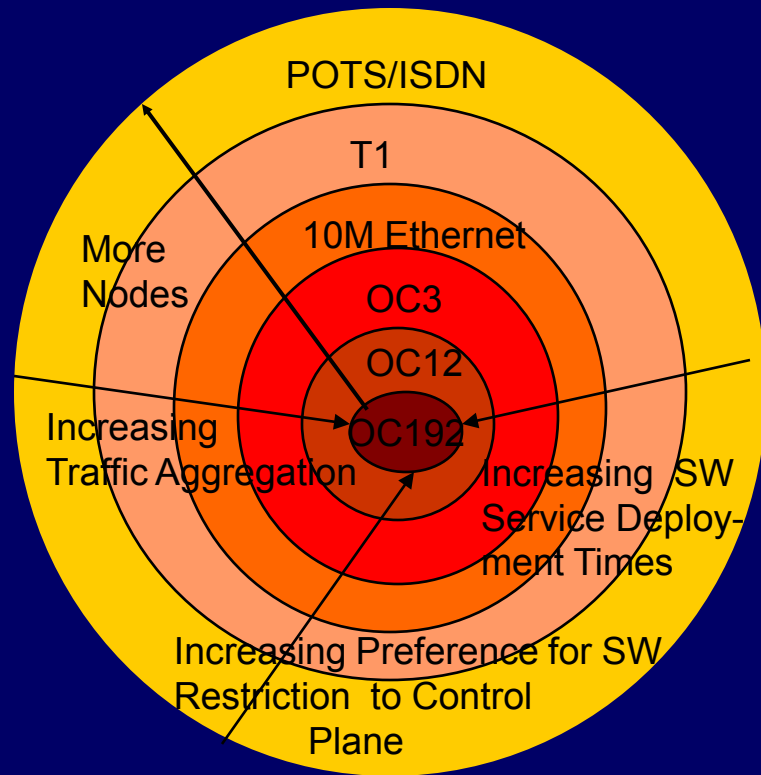 POTS/ISDN
T1
10M Ethernet
More
Nodes
OC3
OC12
OC192
Increasing
Traffic Aggregation
Increasing SW
Service Deploy-
ment Times
Increasing Preference for SW
Restriction to Control
Plane